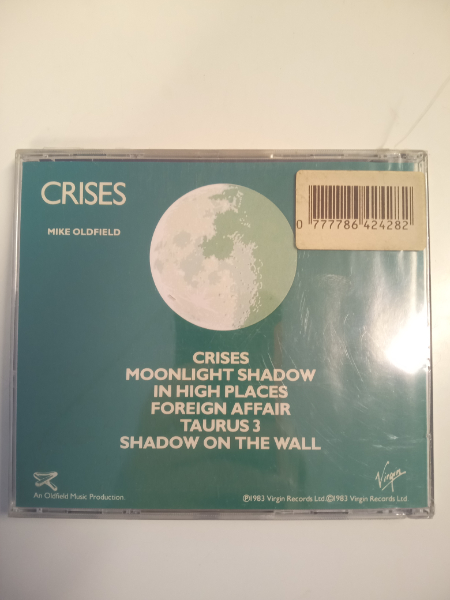 CRISES
MIKE OLDFIELD
0 777786 424282
CRISES
MOONLIGHT SHADOW
IN HIGH PLACES
FOREIGN AFFAIR
TAURUS 3
SHADOW ON THE WALL
Virgin
An Oldfield Music Production.
Ⓟ1983 Virgin Records Ltd.©1983 Virgin Records Ltd